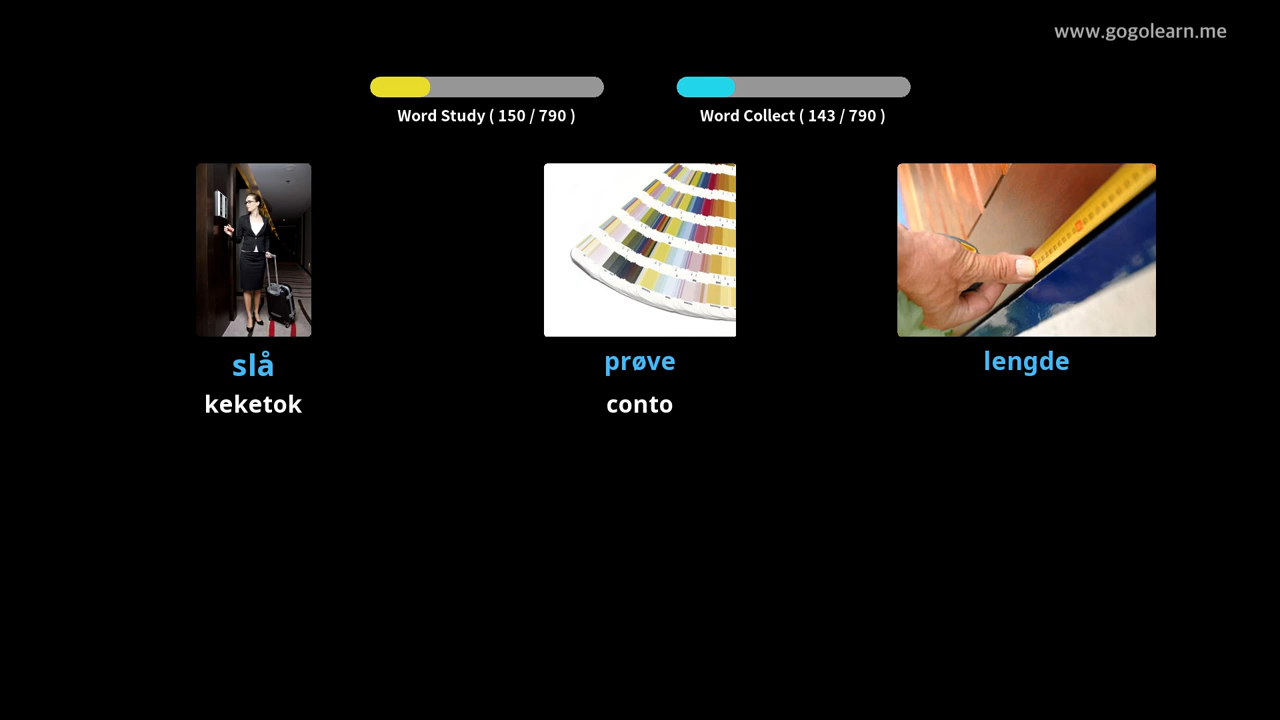 www.gogolearn.me
Word Study ( 150 / 790 )
Word Collect ( 143 / 790 )
slå
prøve
lengde
keketok
conto